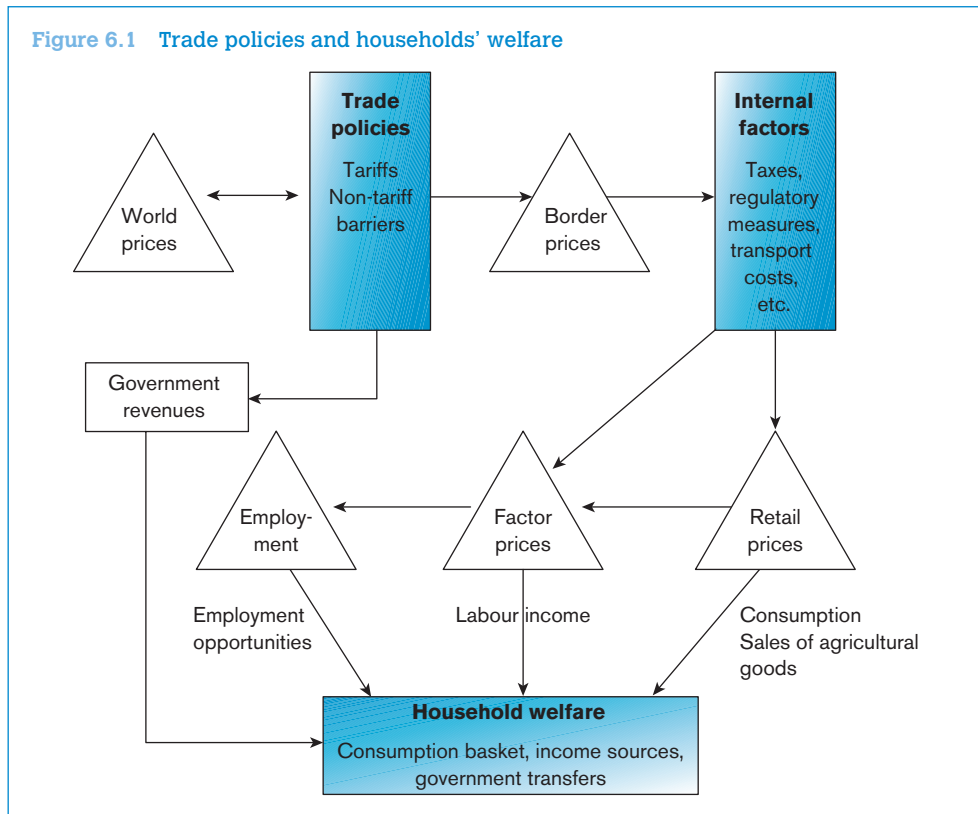 Figure 6.1 Trade policies and households' welfare
Trade
policies
Tariffs
Non-tariff
barriers
Internal
factors
Taxes,
regulatory
measures,
transport
costs,
etc.
World
prices
Border
prices
Government
revenues
Employ-
ment
Factor
prices
Retail
prices
Employment
opportunities
Labour income
Consumption
Sales of agricultural
goods
Household welfare
Consumption basket, income sources,
government transfers